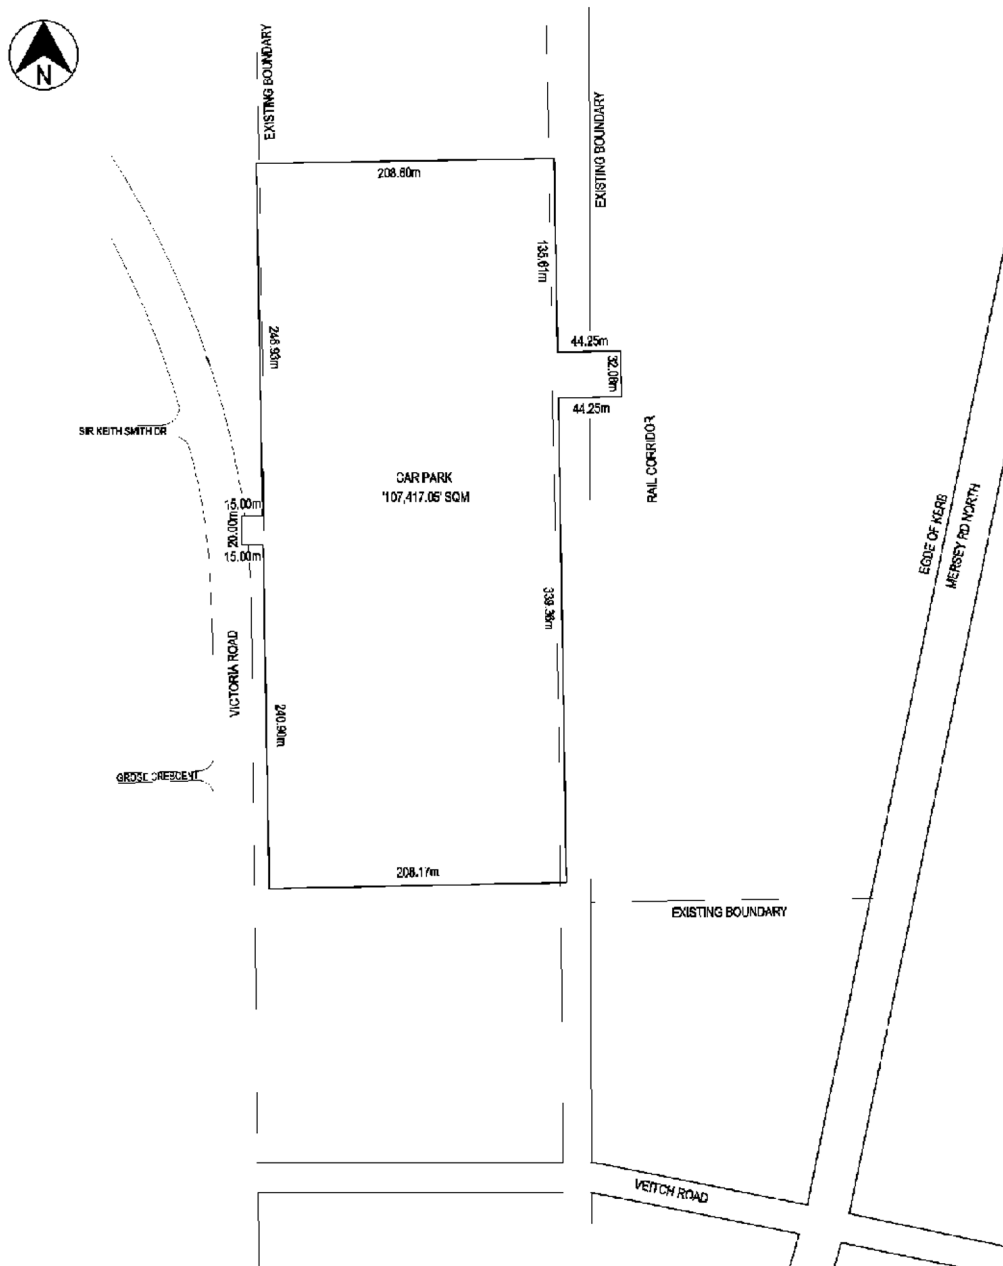 N
EXISTING BOUNDARY
EXISTING BOUNDARY
208.60m
135.61m
44.25m
246.93m
32.08m
44.25m
SIR KEITH SMITH DR
RAIL CORRIDOR
CAR PARK
'107,417.05' SQM
15.00m
20.00m
15.00m
EGDE OF KERB
MERSEY RD NORTH
339.36m
VICTORIA ROAD
240.90m
GROSE CRESCENT
208.17m
EXISTING BOUNDARY
VEITCH ROAD